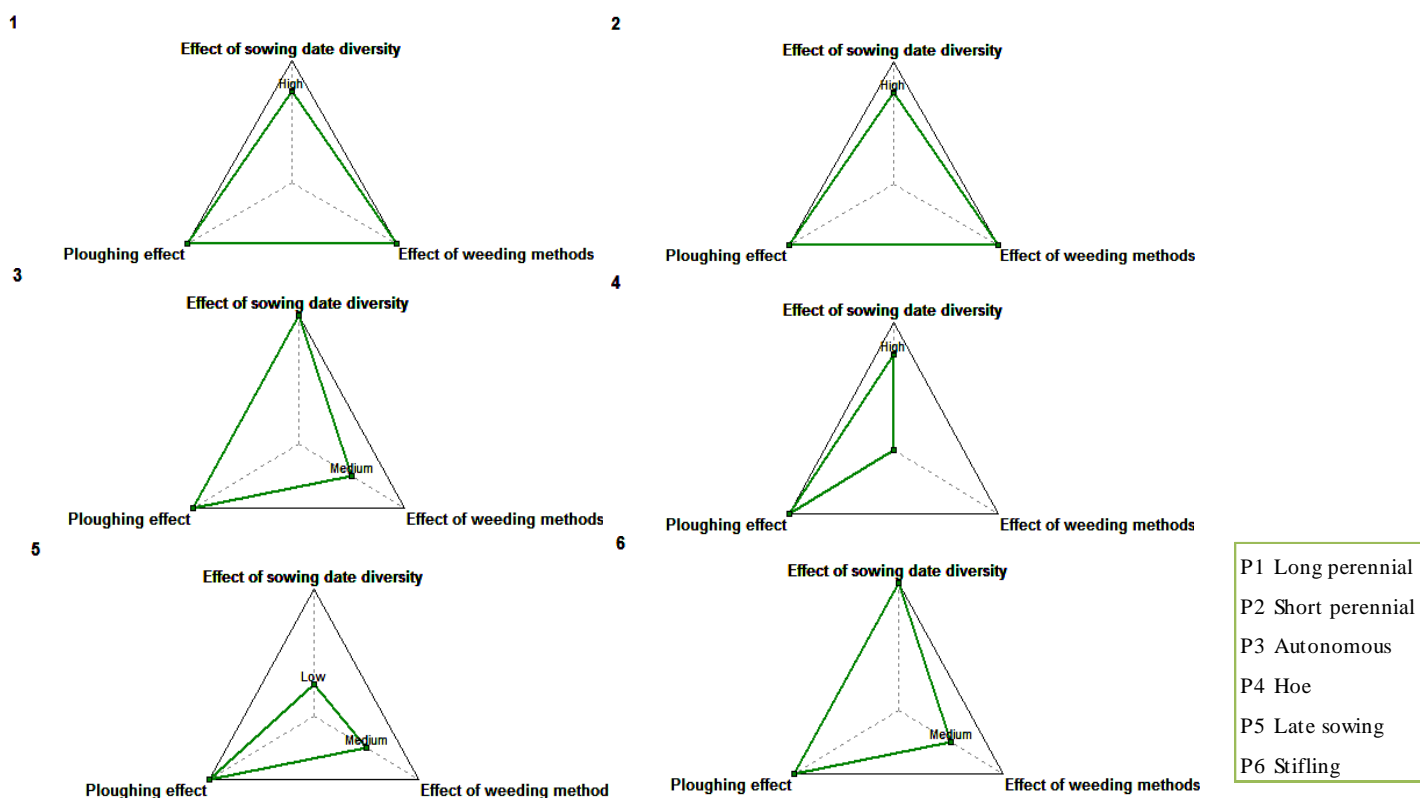 1
Effect of sowing date diversity
High
Ploughing effect
Effect of weeding methods
2
Effect of sowing date diversity
High
Ploughing effect
Effect of weeding methods
3
Effect of sowing date diversity
Medium
Ploughing effect
Effect of weeding methods
4
Effect of sowing date diversity
High
Ploughing effect
Effect of weeding methods
5
Effect of sowing date diversity
Low
Medium
Ploughing effect
Effect of weeding method
6
Effect of sowing date diversity
Medium
Ploughing effect
Effect of weeding methods
P1 Long perennial
P2 Short perennial
P3 Autonomous
P4 Hoe
P5 Late sowing
P6 Stifling